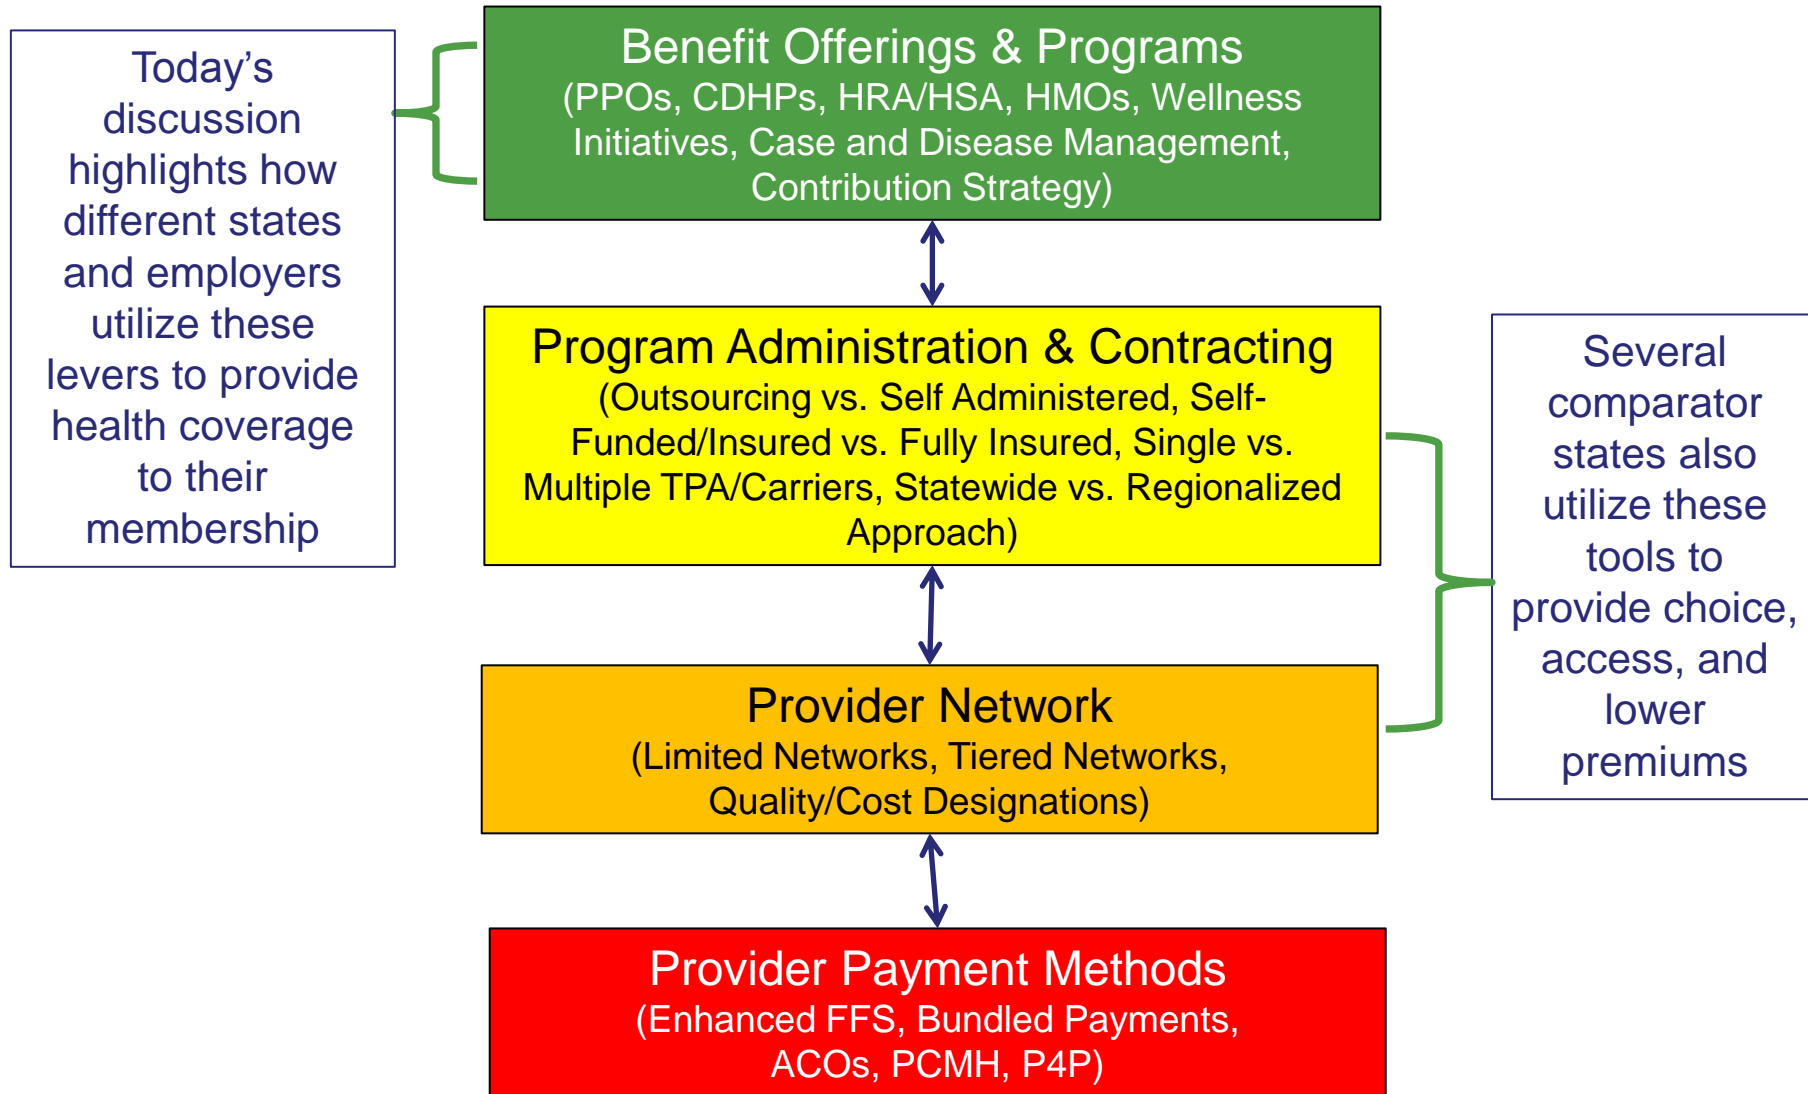 Today’s
discussion
highlights how
different states
and employers
utilize these
levers to provide
health coverage
to their
membership
Benefit Offerings & Programs
(PPOs, CDHPs, HRA/HSA, HMOs, Wellness
Initiatives, Case and Disease Management,
Contribution Strategy)
Program Administration & Contracting
(Outsourcing vs. Self Administered, Self-
Funded/Insured vs. Fully Insured, Single vs.
Multiple TPA/Carriers, Statewide vs. Regionalized
Approach)
Several
comparator
states also
utilize these
tools to
provide choice,
access, and
lower
premiums
Provider Network
(Limited Networks, Tiered Networks,
Quality/Cost Designations)
Provider Payment Methods
(Enhanced FFS, Bundled Payments,
ACOs, PCMH, P4P)